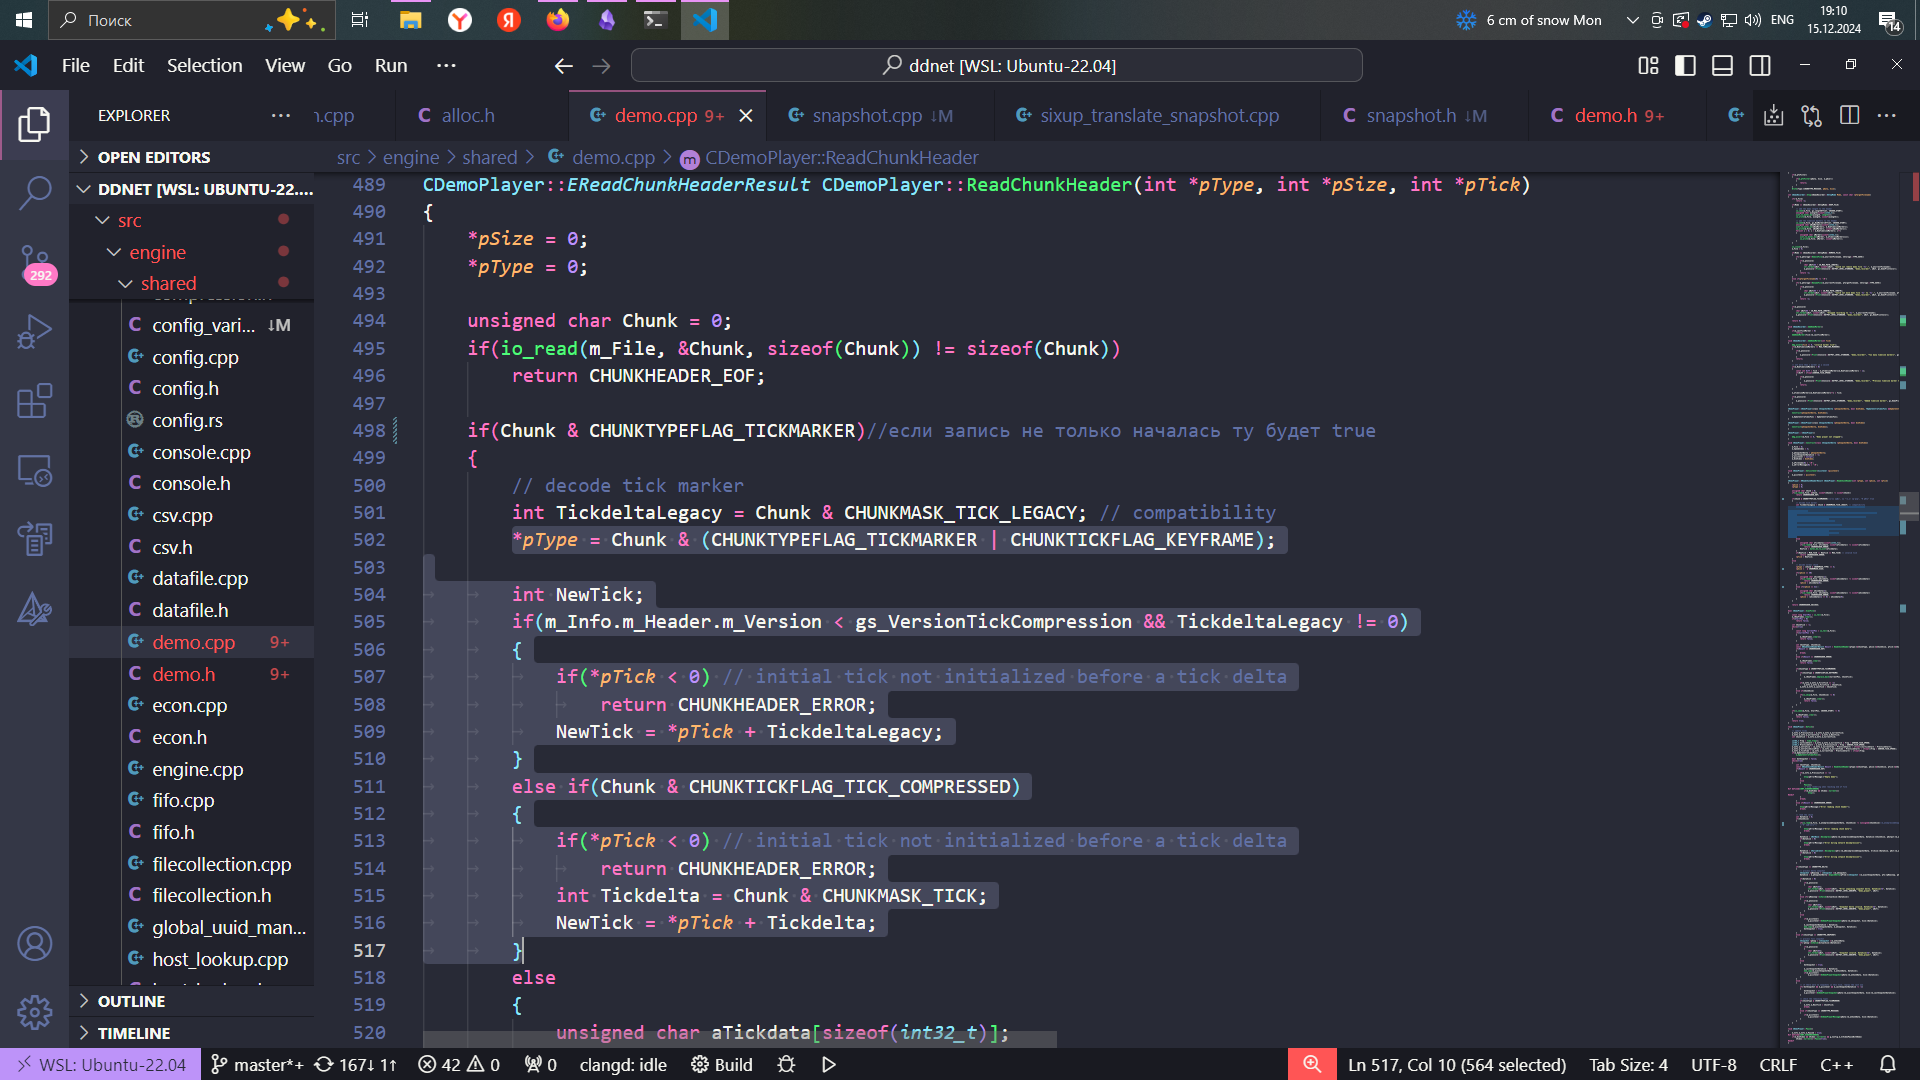 Поиск
6 cm of snow Mon
ENG
19:10
15.12.2024
14
File Edit Selection View Go Run ···
ddnet [WSL: Ubuntu-22.04]
EXPLORER
n.cpp
alloc.h
demo.cpp 9+
snapshot.cpp ↓M
sixup_translate_snapshot.cpp
snapshot.h ↓M
demo.h 9+
OPEN EDITORS
src > engine > shared > demo.cpp > CDemoPlayer::ReadChunkHeader
DDNET [WSL: UBUNTU-22....
src
engine
shared
config_vari... ↓M
config.cpp
config.h
config.rs
console.cpp
console.h
csv.cpp
csv.h
datafile.cpp
datafile.h
demo.cpp 9+
demo.h 9+
econ.cpp
econ.h
engine.cpp
fifo.cpp
fifo.h
filecollection.cpp
filecollection.h
global_uuid_man...
host_lookup.cpp
OUTLINE
TIMELINE
292
489 CDemoPlayer::EReadChunkHeaderResult CDemoPlayer::ReadChunkHeader(int *pType, int *pSize, int *pTick)
490 {
491 *pSize = 0;
492 *pType = 0;
493
494 unsigned char Chunk = 0;
495 if(io_read(m_File, &Chunk, sizeof(Chunk)) != sizeof(Chunk))
496 return CHUNKHEADER_EOF;
497
498 if(Chunk & CHUNKTYPEFLAG_TICKMARKER)//если запись не только началась ту будет true
499 {
500 // decode tick marker
501 int TickdeltaLegacy = Chunk & CHUNKMASK_TICK_LEGACY; // compatibility
502 *pType = Chunk & (CHUNKTYPEFLAG_TICKMARKER | CHUNKTICKFLAG_KEYFRAME);
503
504 int NewTick;
505 if(m_Info.m_Header.m_Version < gs_VersionTickCompression && TickdeltaLegacy != 0)
506 {
507 if(*pTick < 0) // initial tick not initialized before a tick delta
508 return CHUNKHEADER_ERROR;
509 NewTick = *pTick + TickdeltaLegacy;
510 }
511 else if(Chunk & CHUNKTICKFLAG_TICK_COMPRESSED)
512 {
513 if(*pTick < 0) // initial tick not initialized before a tick delta
514 return CHUNKHEADER_ERROR;
515 int Tickdelta = Chunk & CHUNKMASK_TICK;
516 NewTick = *pTick + Tickdelta;
517 }
518 else
519 {
520 unsigned char aTickdata[sizeof(int32_t)];
WSL: Ubuntu-22.04 master*+ 167↓ 1↑ 42 0 0 clangd: idle Build Ln 517, Col 10 (564 selected) Tab Size: 4 UTF-8 CRLF C++